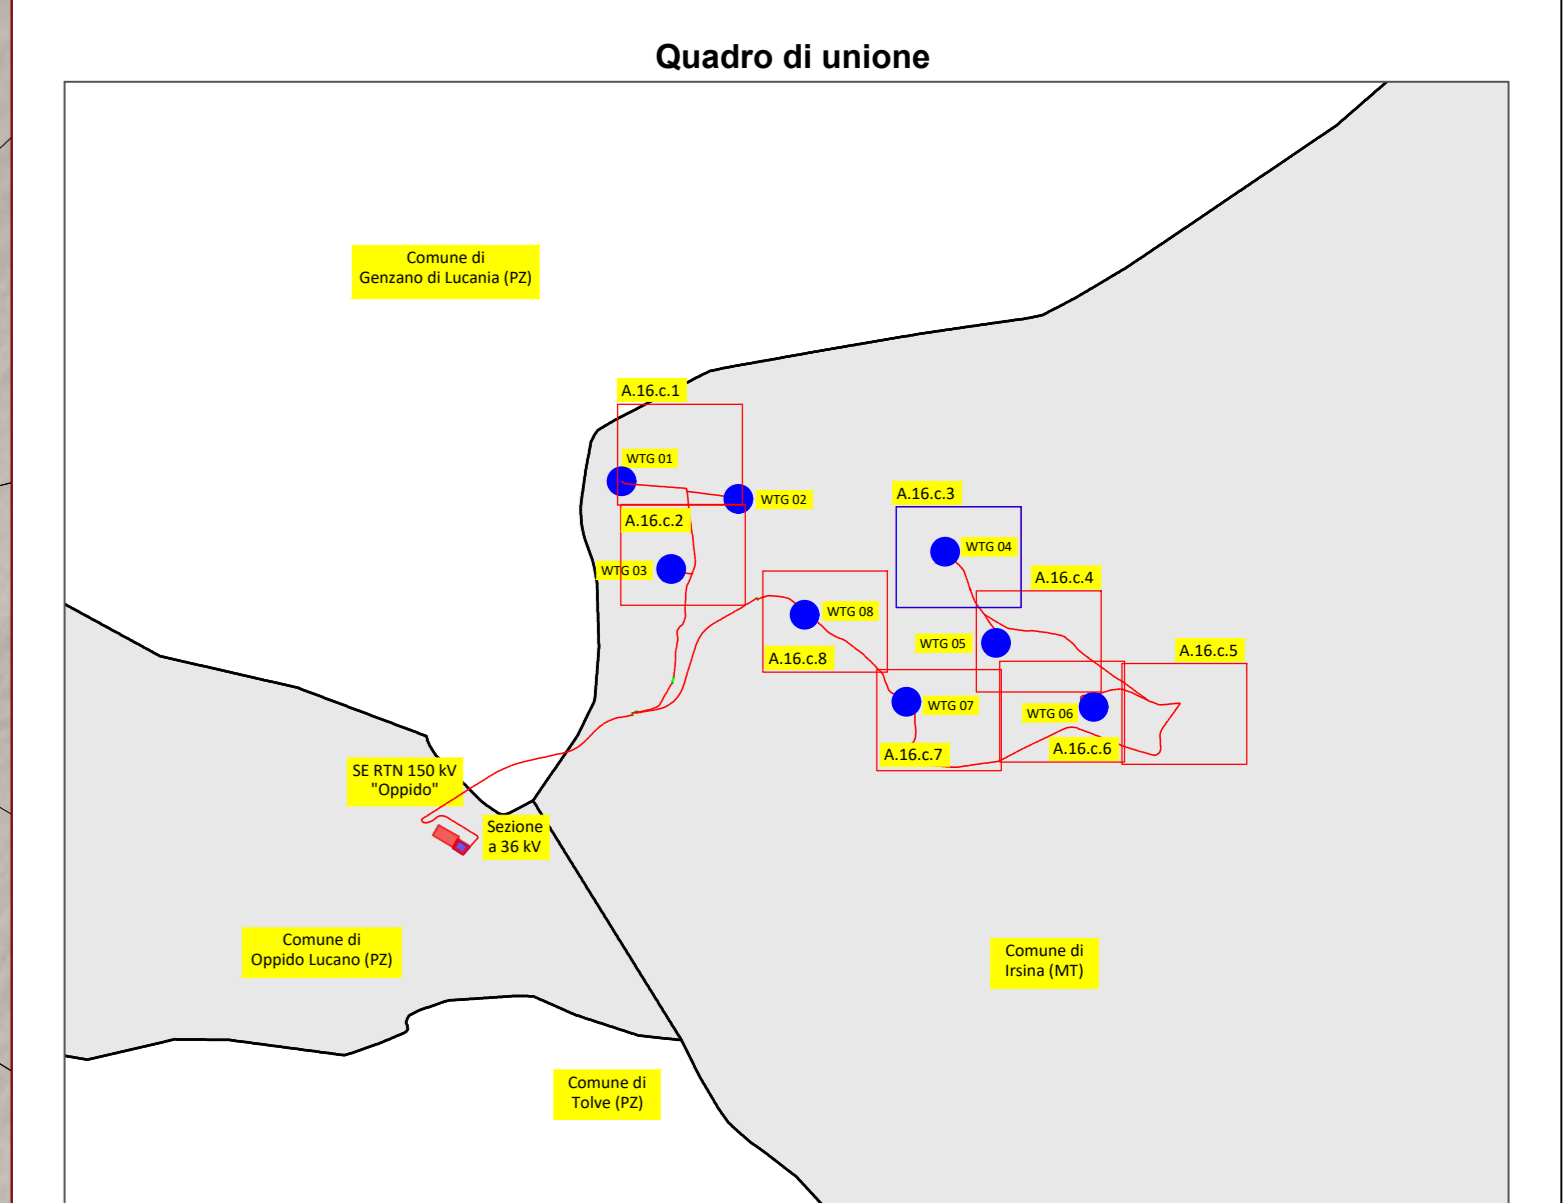 Quadro di unione
Comune di
Genzano di Lucania (PZ)
A.16.c.1
WTG 01
WTG 02
A.16.c.3
A.16.c.2
WTG 04
WTG 03
A.16.c.4
WTG 08
WTG 05
A.16.c.8
A.16.c.5
WTG 07
WTG 06
A.16.c.7
A.16.c.6
SE RTN 150 kV
"Oppido"
Sezione
a 36 kV
Comune di
Oppido Lucano (PZ)
Comune di
Irsina (MT)
Comune di
Tolve (PZ)